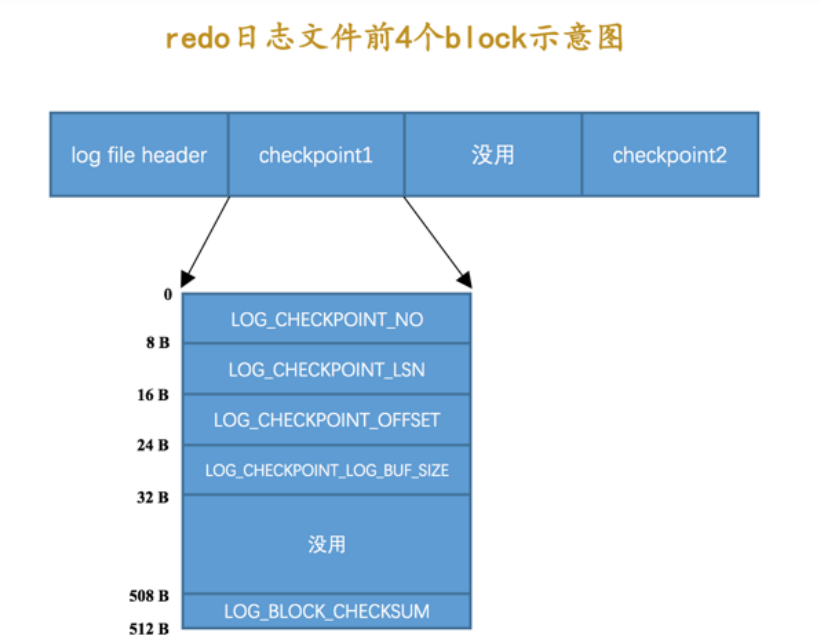 redo日志文件前4个block示意图
log file header
checkpoint1
没用
checkpoint2
0
LOG_CHECKPOINT_NO
8 B
LOG_CHECKPOINT_LSN
16 B
LOG_CHECKPOINT_OFFSET
24 B
LOG_CHECKPOINT_LOG_BUF_SIZE
32 B
没用
508 B
LOG_BLOCK_CHECKSUM
512 B